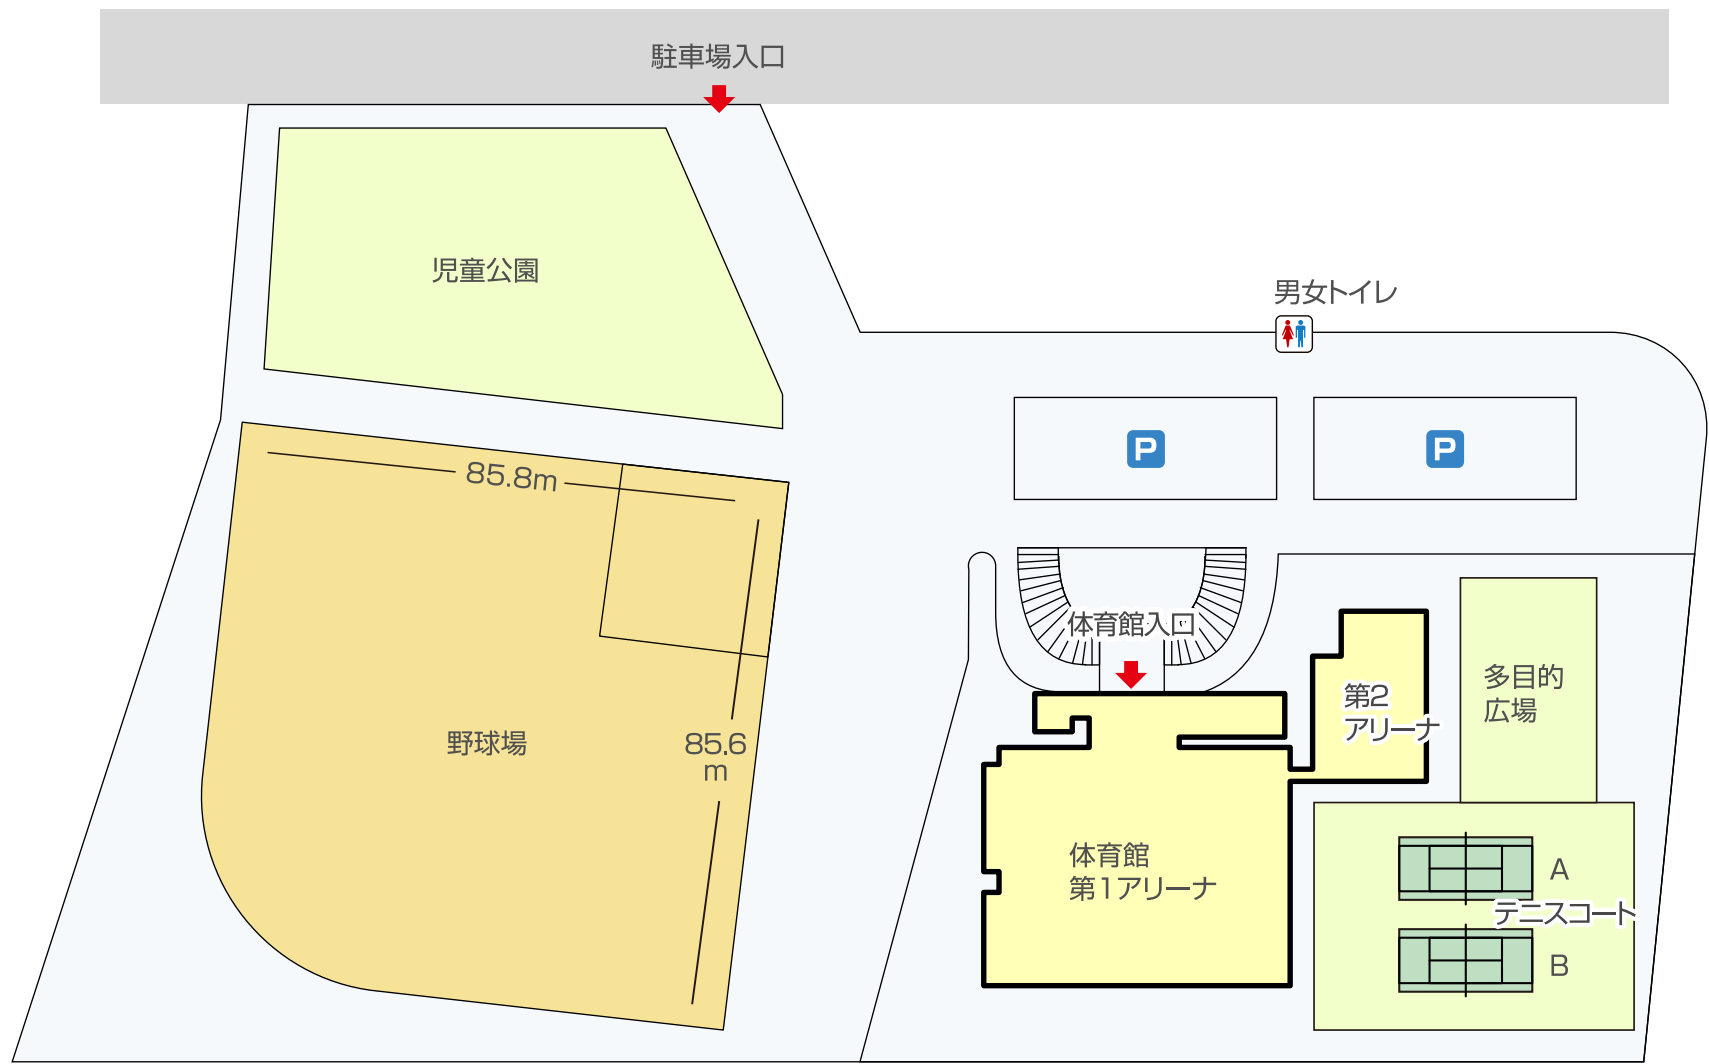 駐車場入口
児童公園
男女トイレ
P
P
85.8m
体育館入口
第2
アリーナ
多目的
広場
野球場
85.6
m
体育館
第1アリーナ
A
テニスコート
B